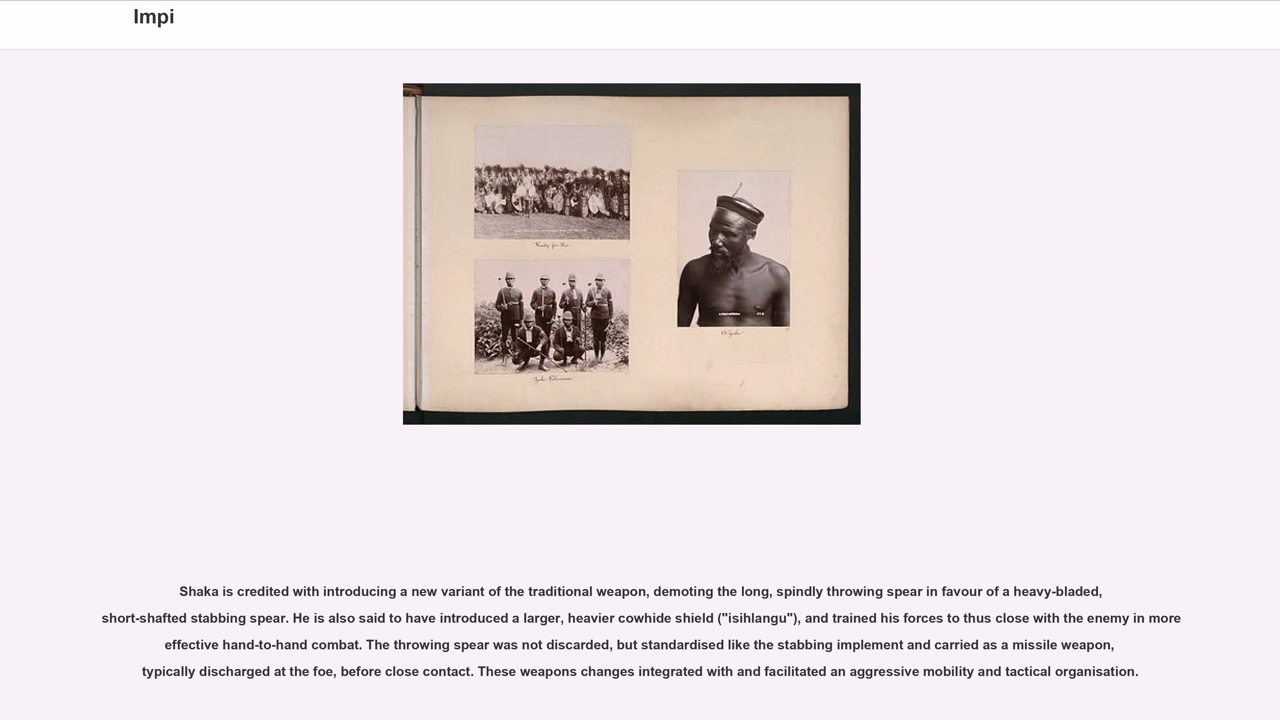 Impi
Shaka is credited with introducing a new variant of the traditional weapon, demoting the long, spindly throwing spear in favour of a heavy-bladed,
short-shafted stabbing spear. He is also said to have introduced a larger, heavier cowhide shield ("isihlangu"), and trained his forces to thus close with the enemy in more
effective hand-to-hand combat. The throwing spear was not discarded, but standardised like the stabbing implement and carried as a missile weapon,
typically discharged at the foe, before close contact. These weapons changes integrated with and facilitated an aggressive mobility and tactical organisation.